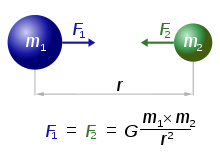 m₁ F₁ F₂ m₂
r
F₁ = F₂ = G (m₁ × m₂) / r²